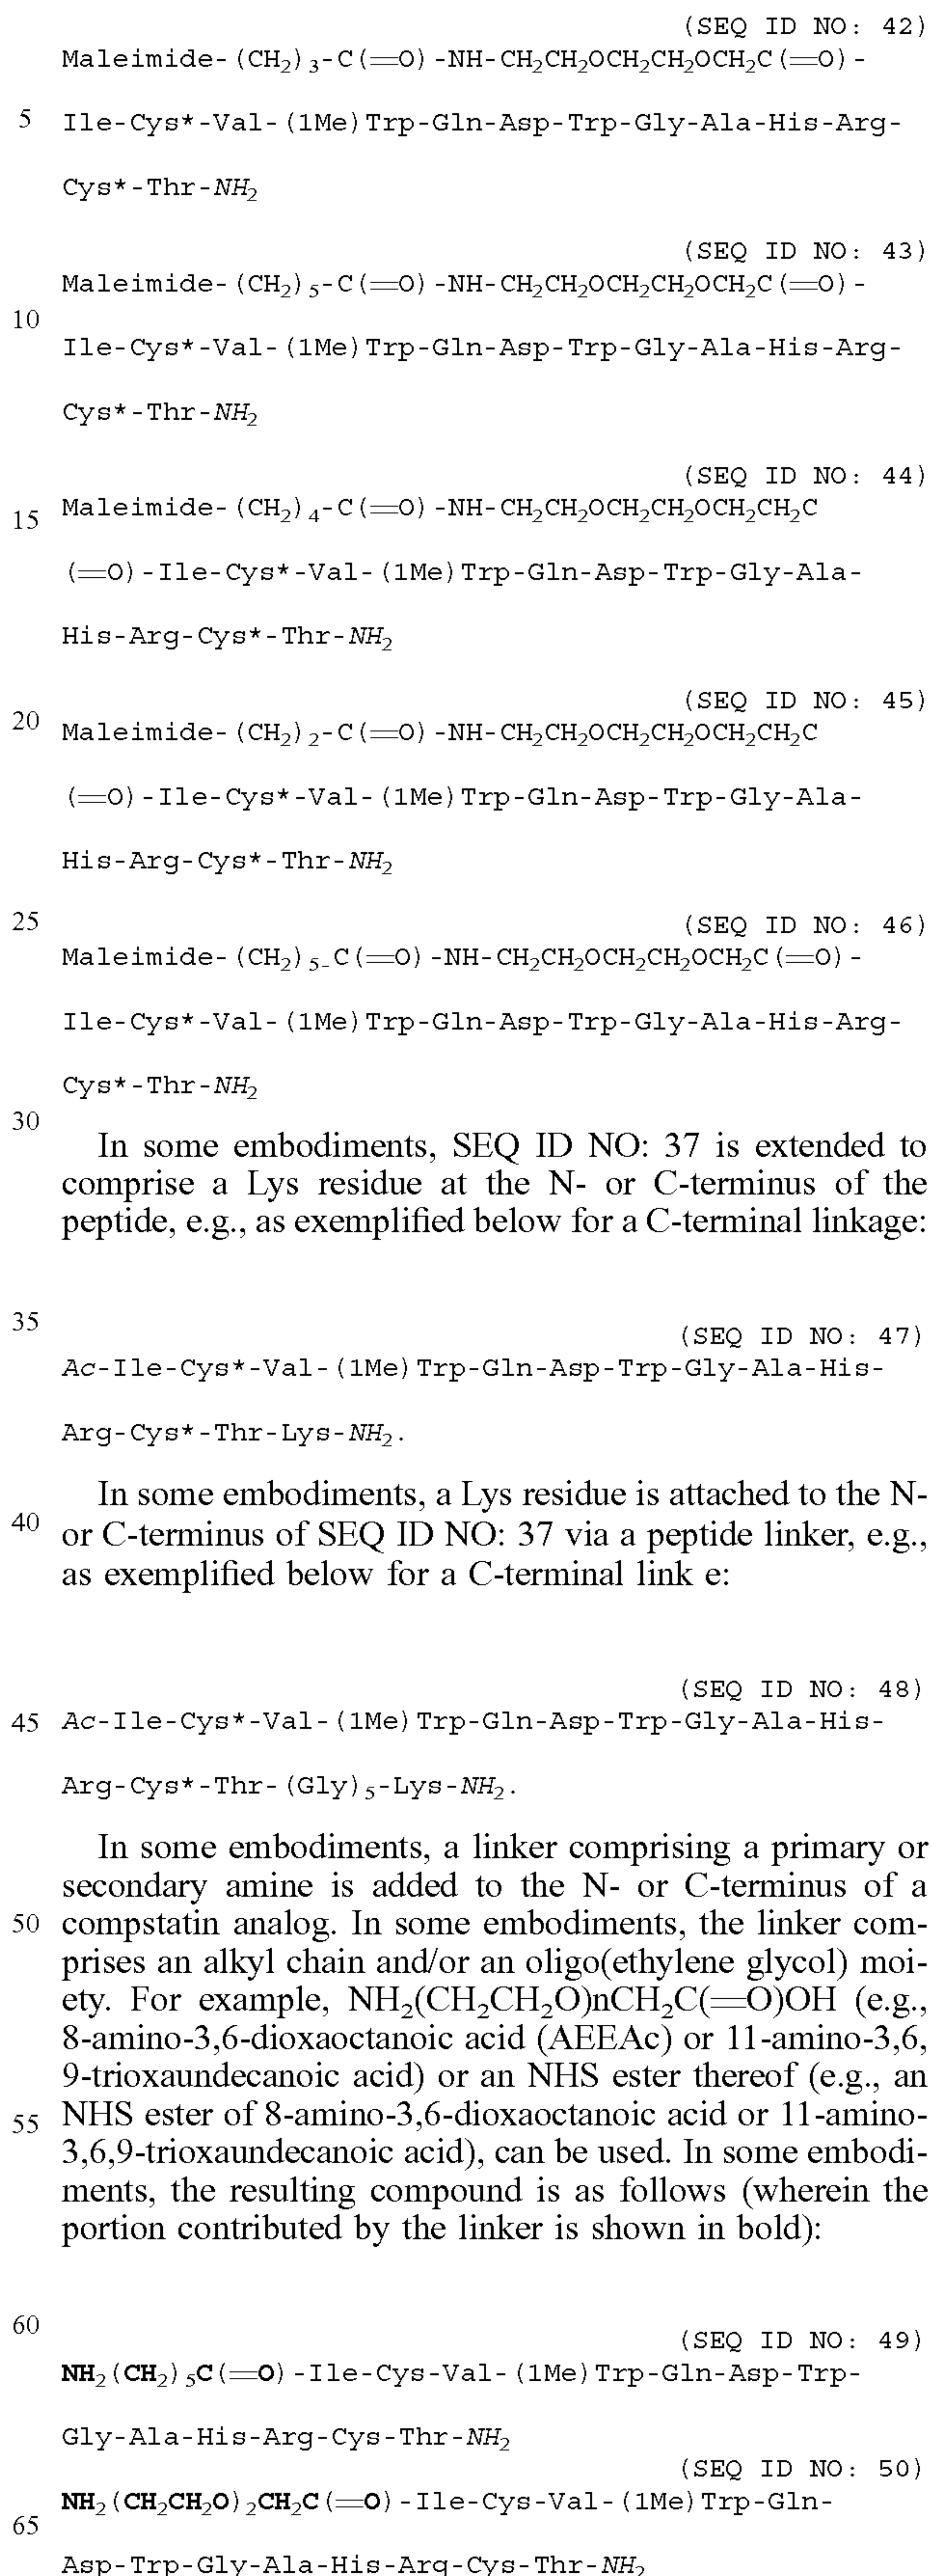 (SEQ ID NO: 42)
Maleimide-(CH₂)₃-C(═O)-NH-CH₂CH₂OCH₂CH₂OCH₂C(═O)-
5 Ile-Cys*-Val-(1Me)Trp-Gln-Asp-Trp-Gly-Ala-His-Arg-
Cys*-Thr-NH₂
(SEQ ID NO: 43)
Maleimide-(CH₂)₅-C(═O)-NH-CH₂CH₂OCH₂CH₂OCH₂C(═O)-
10
Ile-Cys*-Val-(1Me)Trp-Gln-Asp-Trp-Gly-Ala-His-Arg-
Cys*-Thr-NH₂
(SEQ ID NO: 44)
15 Maleimide-(CH₂)₄-C(═O)-NH-CH₂CH₂OCH₂CH₂OCH₂CH₂C
(═O)-Ile-Cys*-Val-(1Me)Trp-Gln-Asp-Trp-Gly-Ala-
His-Arg-Cys*-Thr-NH₂
(SEQ ID NO: 45)
20 Maleimide-(CH₂)₂-C(═O)-NH-CH₂CH₂OCH₂CH₂OCH₂CH₂C
(═O)-Ile-Cys*-Val-(1Me)Trp-Gln-Asp-Trp-Gly-Ala-
His-Arg-Cys*-Thr-NH₂
25 (SEQ ID NO: 46)
Maleimide-(CH₂)₅₋C(═O)-NH-CH₂CH₂OCH₂CH₂OCH₂C(═O)-
Ile-Cys*-Val-(1Me)Trp-Gln-Asp-Trp-Gly-Ala-His-Arg-
Cys*-Thr-NH₂
30
In some embodiments, SEQ ID NO: 37 is extended to
comprise a Lys residue at the N- or C-terminus of the
peptide, e.g., as exemplified below for a C-terminal linkage:
35
(SEQ ID NO: 47)
Ac-Ile-Cys*-Val-(1Me)Trp-Gln-Asp-Trp-Gly-Ala-His-
Arg-Cys*-Thr-Lys-NH₂.
In some embodiments, a Lys residue is attached to the N-
40 or C-terminus of SEQ ID NO: 37 via a peptide linker, e.g.,
as exemplified below for a C-terminal link e:
(SEQ ID NO: 48)
45 Ac-Ile-Cys*-Val-(1Me)Trp-Gln-Asp-Trp-Gly-Ala-His-
Arg-Cys*-Thr-(Gly)₅-Lys-NH₂.
In some embodiments, a linker comprising a primary or
secondary amine is added to the N- or C-terminus of a
50 compstatin analog. In some embodiments, the linker com-
prises an alkyl chain and/or an oligo(ethylene glycol) moi-
ety. For example, NH₂(CH₂CH₂O)nCH₂C(═O)OH (e.g.,
8-amino-3,6-dioxaoctanoic acid (AEEAc) or 11-amino-3,6,
9-trioxaundecanoic acid) or an NHS ester thereof (e.g., an
55 NHS ester of 8-amino-3,6-dioxaoctanoic acid or 11-amino-
3,6,9-trioxaundecanoic acid), can be used. In some embodi-
ments, the resulting compound is as follows (wherein the
portion contributed by the linker is shown in bold):
60
(SEQ ID NO: 49)
NH₂(CH₂)₅C(═O)-Ile-Cys-Val-(1Me)Trp-Gln-Asp-Trp-
Gly-Ala-His-Arg-Cys-Thr-NH₂
(SEQ ID NO: 50)
NH₂(CH₂CH₂O)₂CH₂C(═O)-Ile-Cys-Val-(1Me)Trp-Gln-
65
Asp-Trp-Gly-Ala-His-Arg-Cys-Thr-NH₂